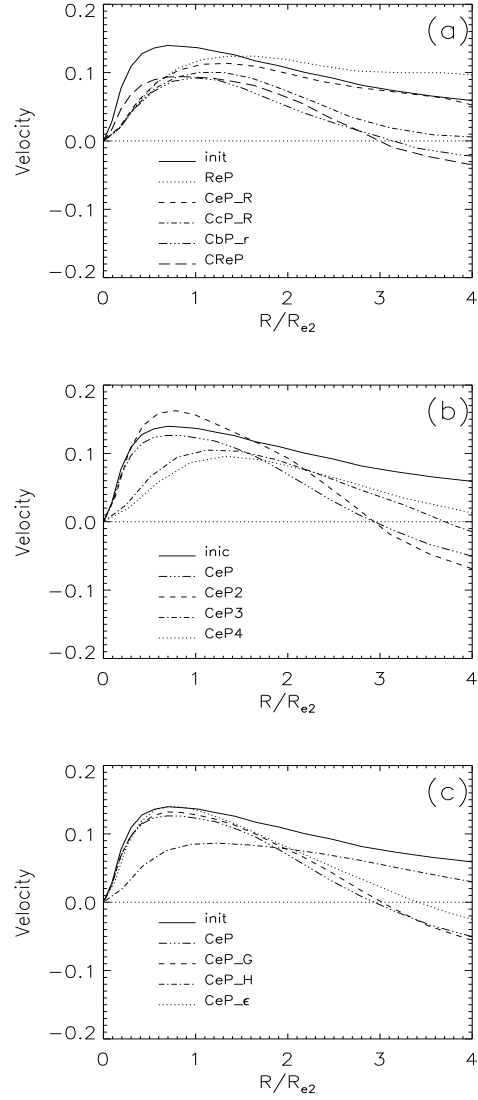 (a)
0.2
0.1
0.0
−0.1
−0.2
Velocity
init
ReP
CeP_R
CcP_R
CbP_r
CReP
0 1 2 3 4
R/Re2
(b)
0.2
0.1
0.0
−0.1
−0.2
Velocity
inic
CeP
CeP2
CeP3
CeP4
0 1 2 3 4
R/Re2
(c)
0.2
0.1
0.0
−0.1
−0.2
Velocity
init
CeP
CeP_G
CeP_H
CeP_ϵ
0 1 2 3 4
R/Re2